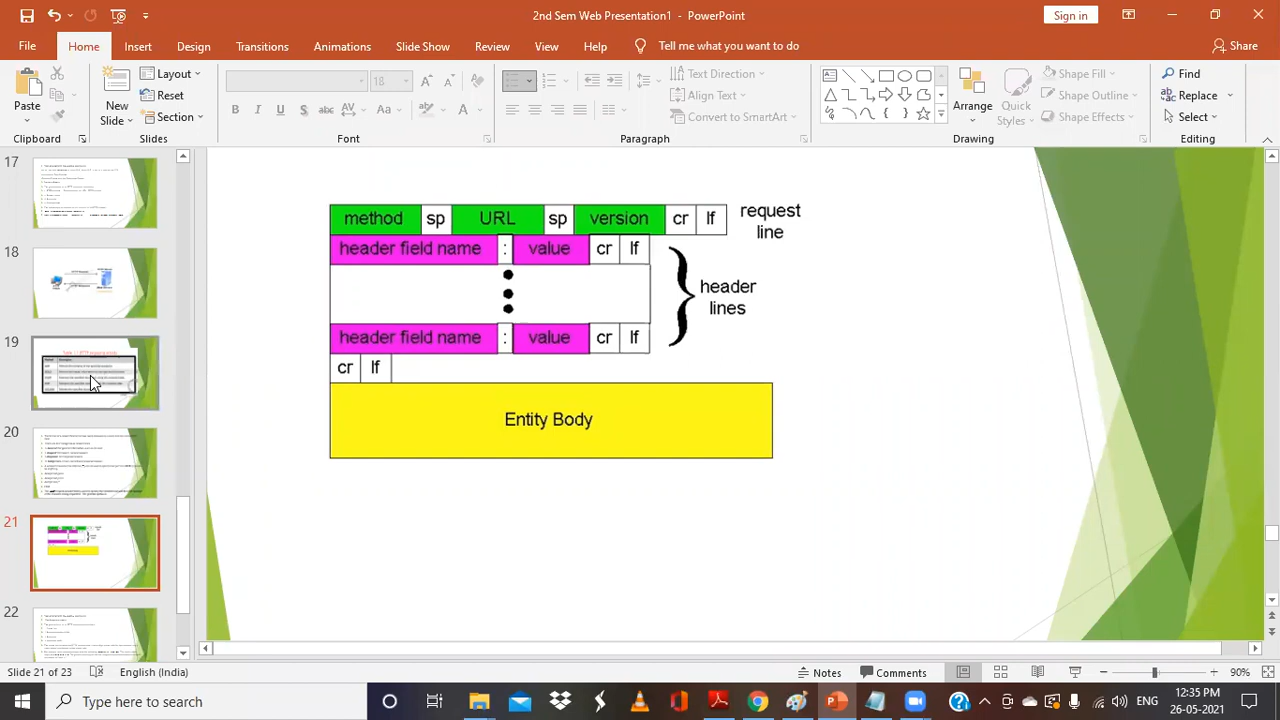 2nd Sem Web Presentation1 - PowerPoint
Sign in
File Home Insert Design Transitions Animations Slide Show Review View Help Tell me what you want to do Share
Paste
New Slide
Layout
Reset
Section
18
Text Direction
Align Text
Convert to SmartArt
Arrange
Quick Styles
Shape Fill
Shape Outline
Shape Effects
Find
Replace
Select
Clipboard Slides Font Paragraph Drawing Editing
17
18
19
20
21
22
method sp URL sp version cr lf request line
header field name : value cr lf
header lines
header field name : value cr lf
cr lf
Entity Body
Slide 21 of 23 English (India) Notes Comments 90%
Type here to search
ENG
12:35 PM
26-05-2021